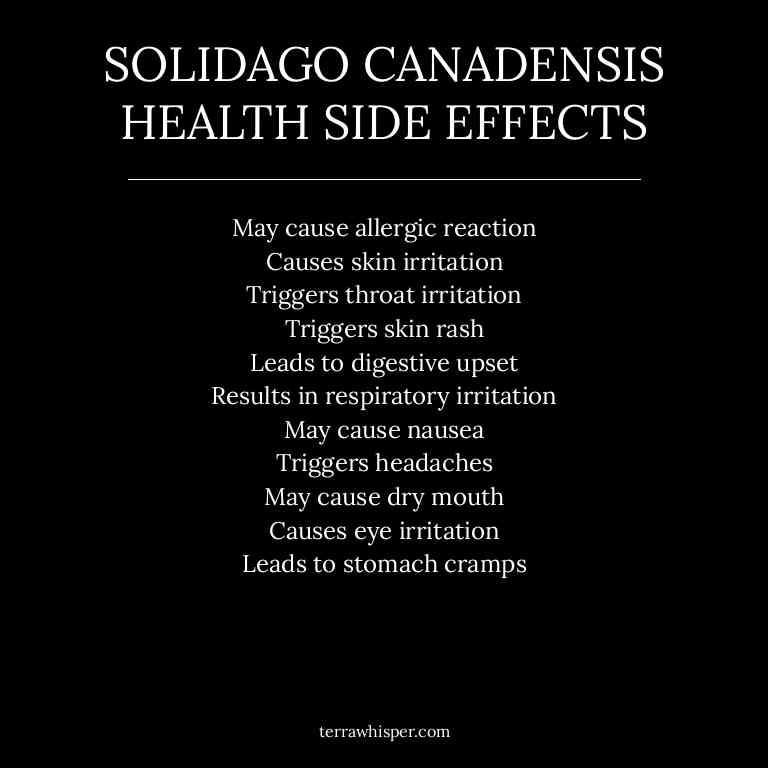 SOLIDAGO CANADENSIS
HEALTH SIDE EFFECTS
May cause allergic reaction
Causes skin irritation
Triggers throat irritation
Triggers skin rash
Leads to digestive upset
Results in respiratory irritation
May cause nausea
Triggers headaches
May cause dry mouth
Causes eye irritation
Leads to stomach cramps
terrawhisper.com